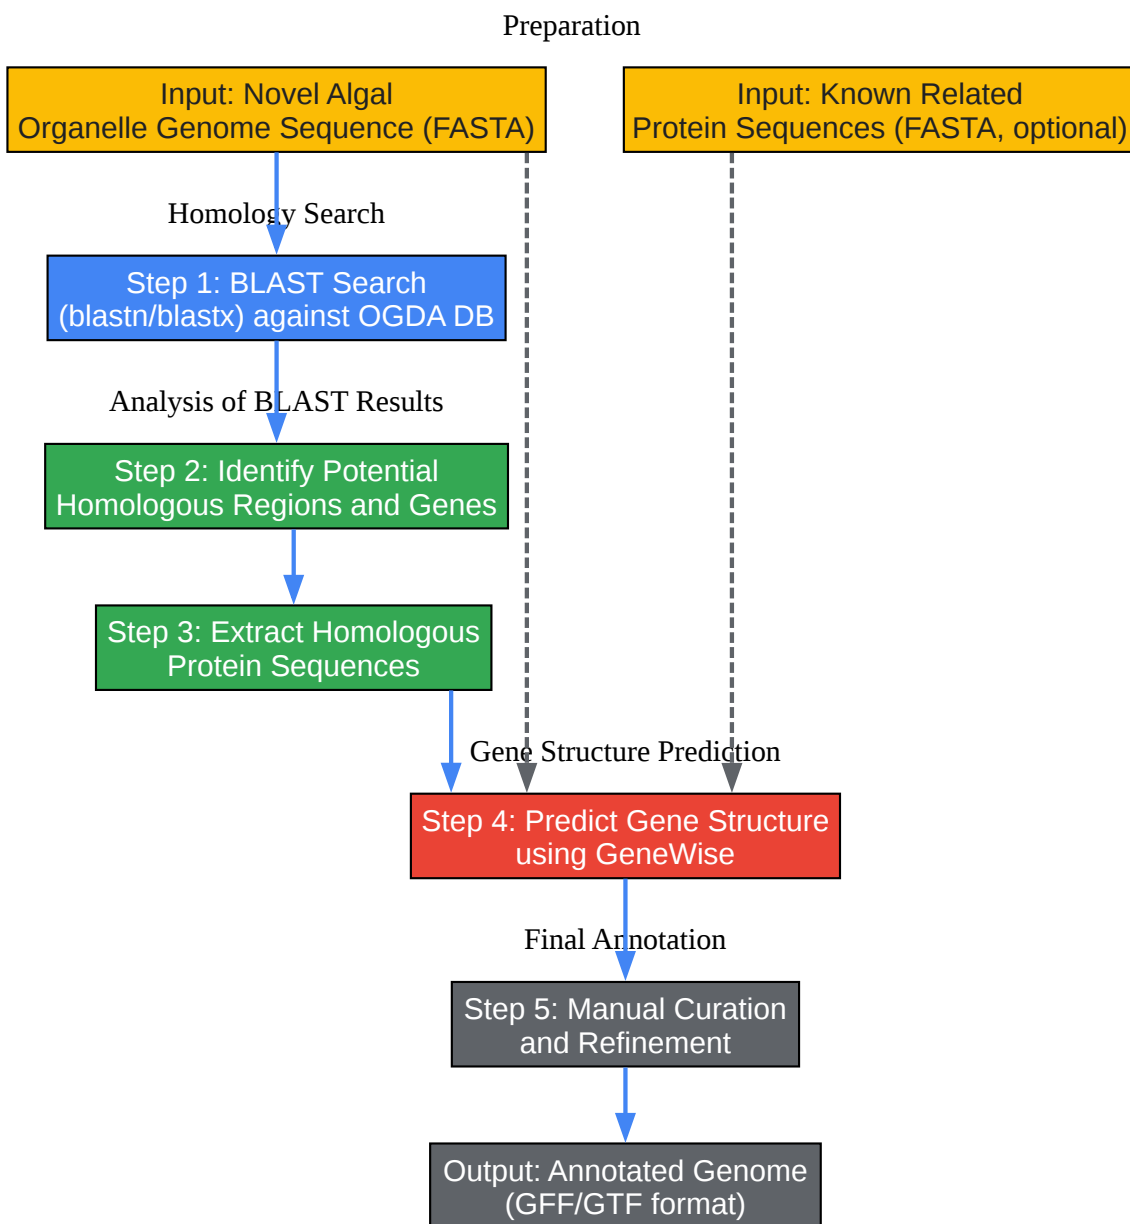 Preparation
Input: Novel Algal
Organelle Genome Sequence (FASTA)
Input: Known Related
Protein Sequences (FASTA, optional)
Homology Search
Step 1: BLAST Search
(blastn/blastx) against OGDA DB
Analysis of BLAST Results
Step 2: Identify Potential
Homologous Regions and Genes
Step 3: Extract Homologous
Protein Sequences
Gene Structure Prediction
Step 4: Predict Gene Structure
using GeneWise
Final Annotation
Step 5: Manual Curation
and Refinement
Output: Annotated Genome
(GFF/GTF format)